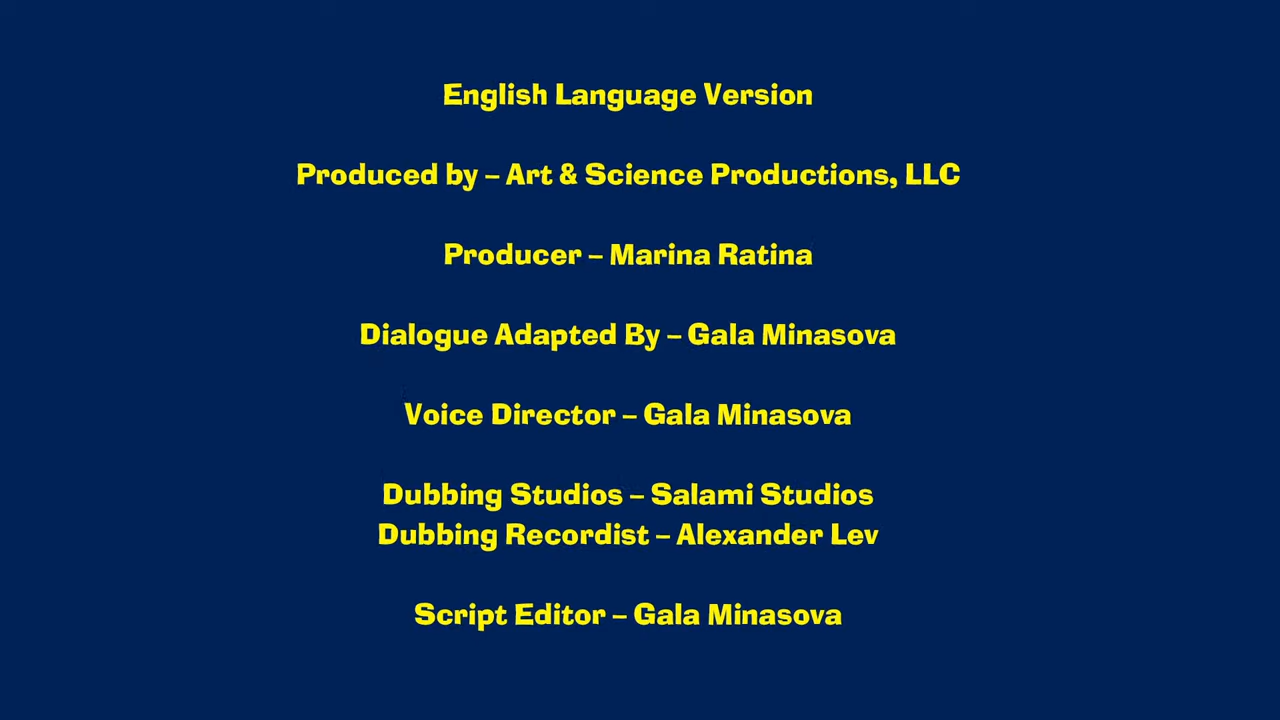 English Language Version
Produced by – Art & Science Productions, LLC
Producer – Marina Ratina
Dialogue Adapted By – Gala Minasova
Voice Director – Gala Minasova
Dubbing Studios – Salami Studios
Dubbing Recordist – Alexander Lev
Script Editor – Gala Minasova